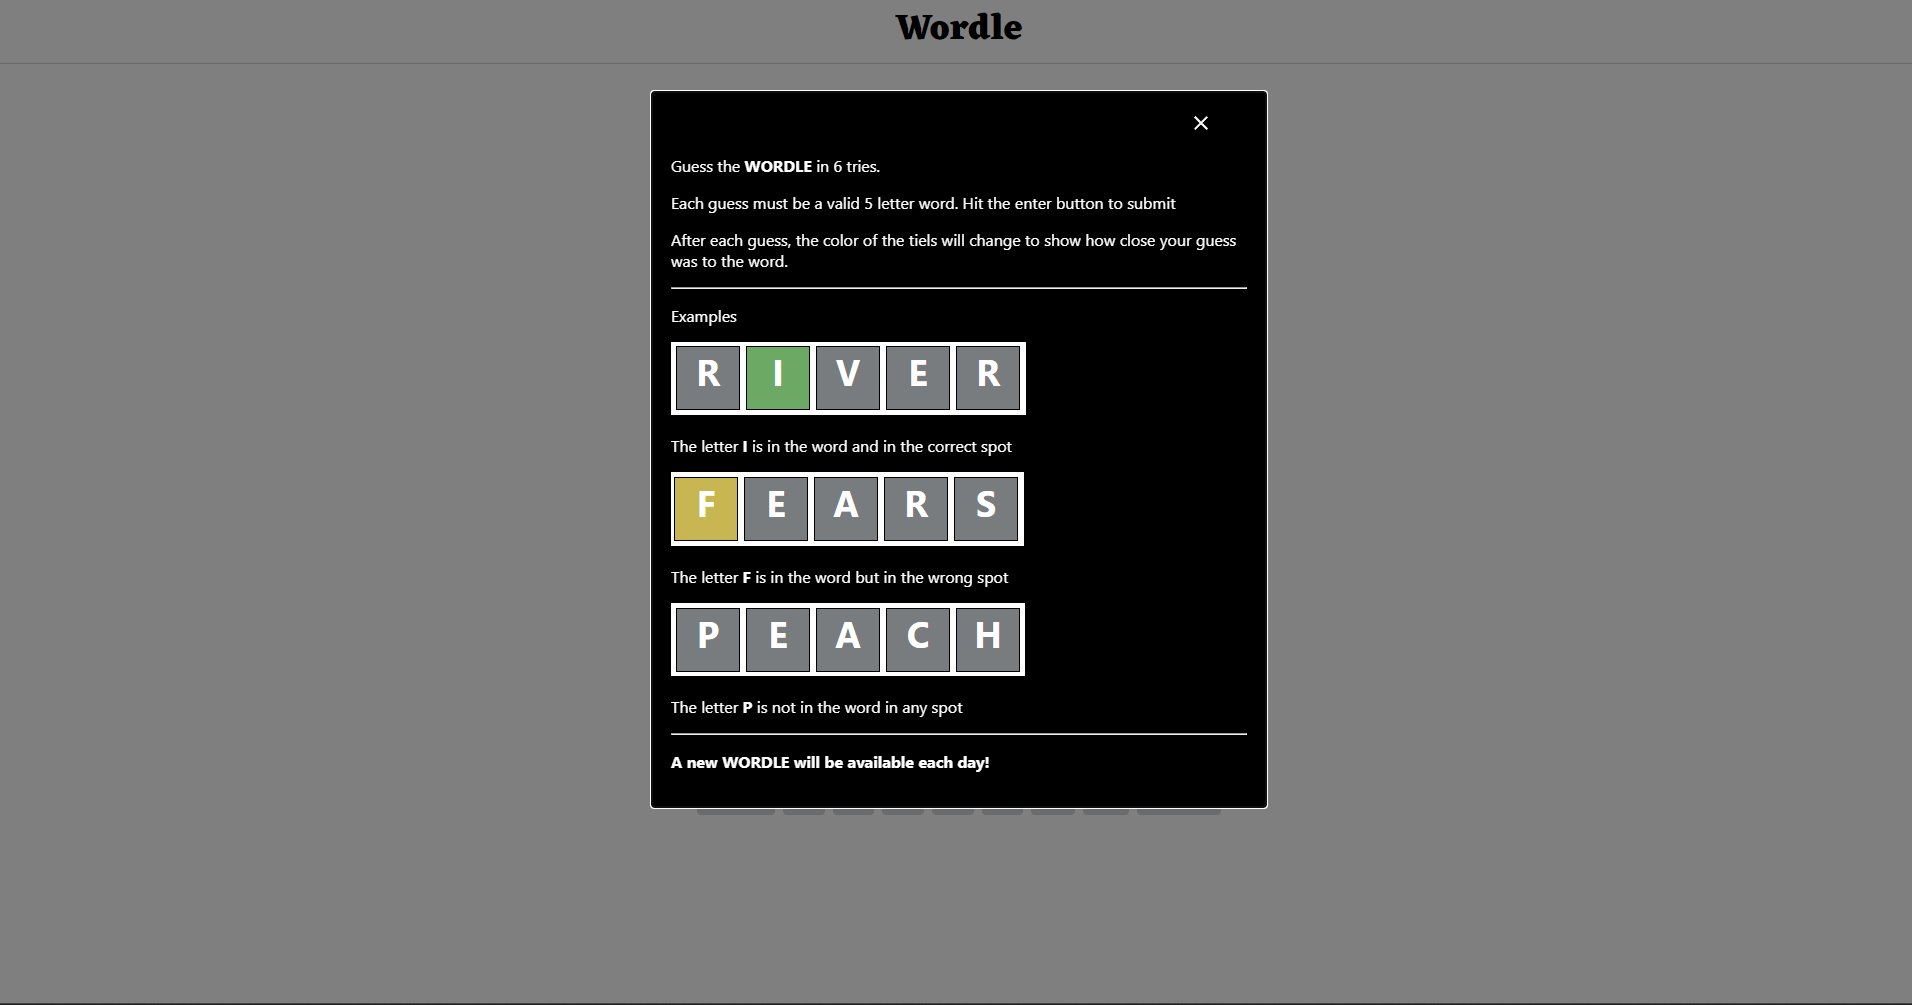 Wordle
Guess the WORDLE in 6 tries.
Each guess must be a valid 5 letter word. Hit the enter button to submit
After each guess, the color of the tiels will change to show how close your guess
was to the word.
Examples
R I V E R
The letter I is in the word and in the correct spot
F E A R S
The letter F is in the word but in the wrong spot
P E A C H
The letter P is not in the word in any spot
A new WORDLE will be available each day!